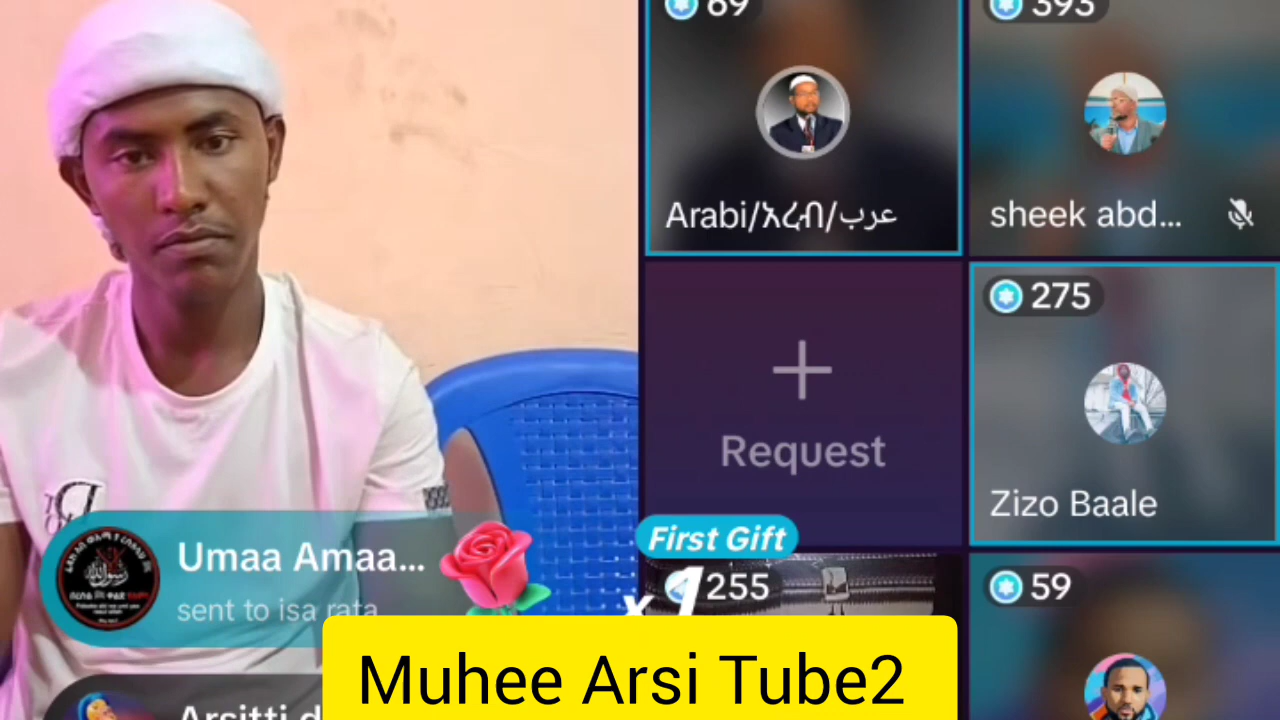 69
393
Arabi/አረብ/عرب
sheek abd...
275
Request
Zizo Baale
First Gift
Umaa Amaa...
sent to isa rata
x 1
255
59
Muhee Arsi Tube2